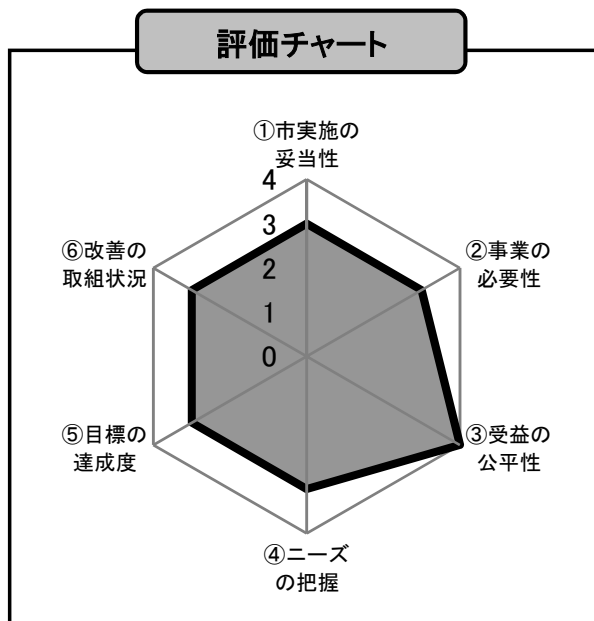 評価チャート
①市実施の
妥当性
4
3
2
1
0
②事業の
必要性
③受益の
公平性
④ニーズ
の把握
⑤目標の
達成度
⑥改善の
取組状況